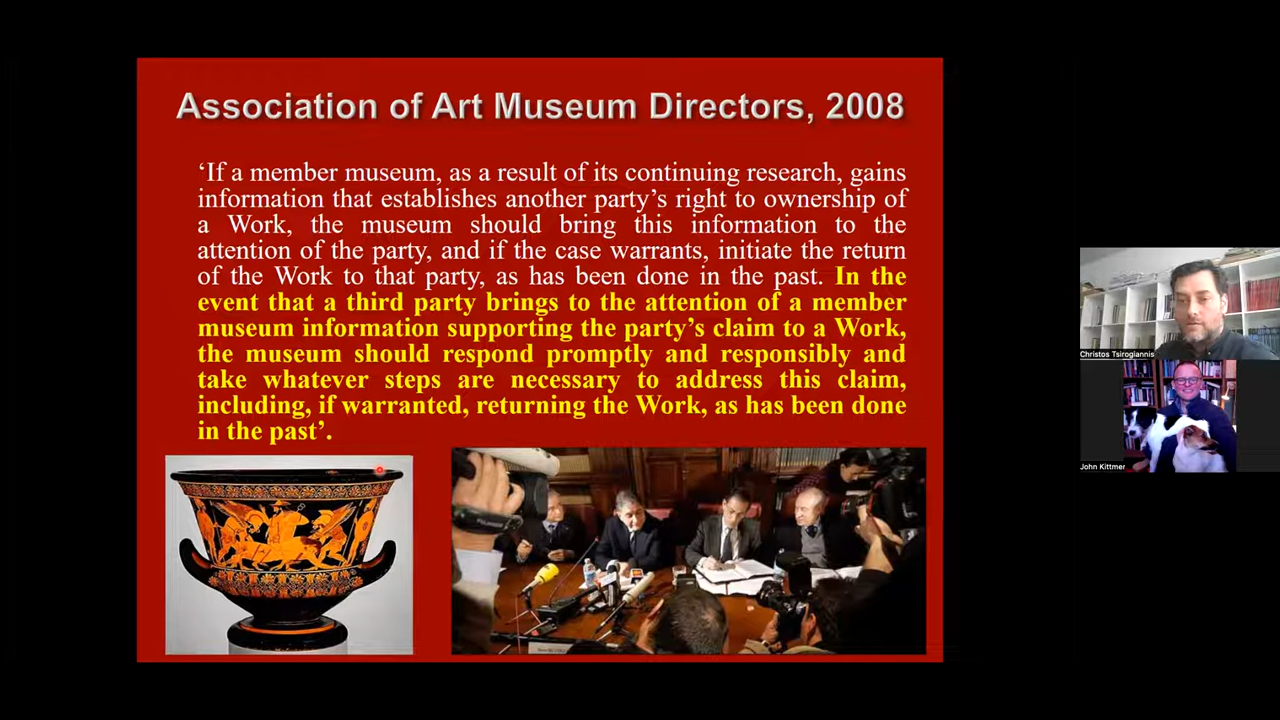 Association of Art Museum Directors, 2008
‘If a member museum, as a result of its continuing research, gains
information that establishes another party’s right to ownership of
a Work, the museum should bring this information to the
attention of the party, and if the case warrants, initiate the return
of the Work to that party, as has been done in the past. In the
event that a third party brings to the attention of a member
museum information supporting the party’s claim to a Work,
the museum should respond promptly and responsibly and
take whatever steps are necessary to address this claim,
including, if warranted, returning the Work, as has been done
in the past’.
Christos Tsirogiannis
John Kittmer